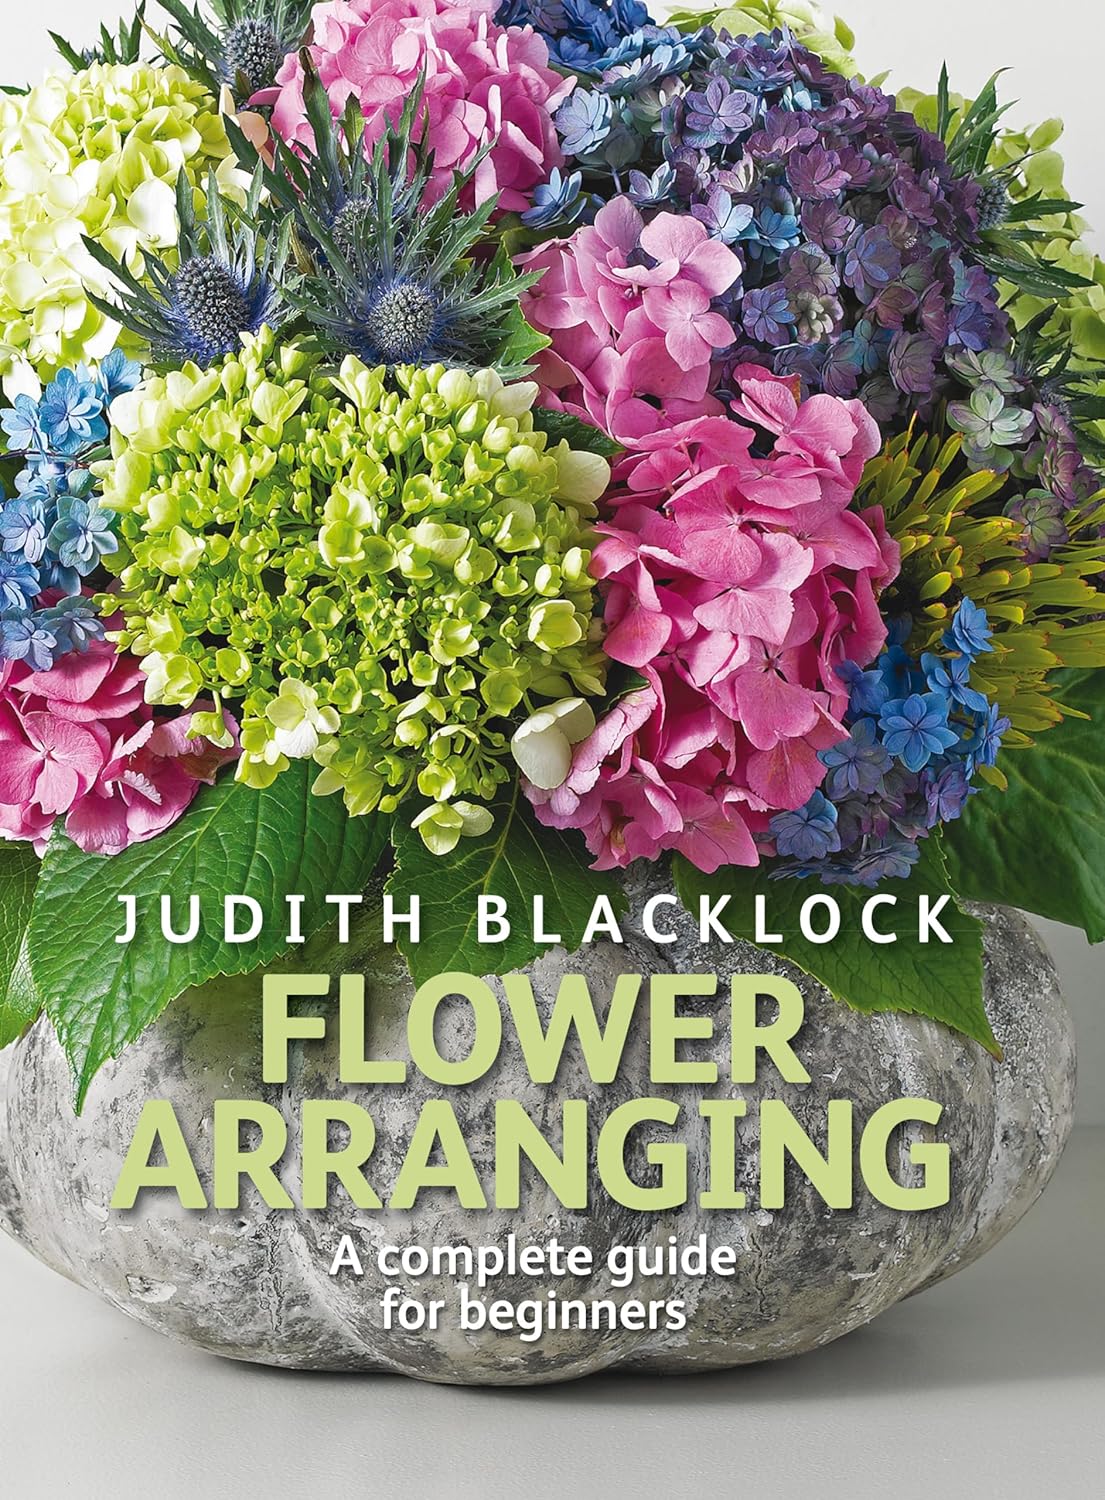 JUDITH BLACKLOCK
FLOWER
ARRANGING
A complete guide
for beginners